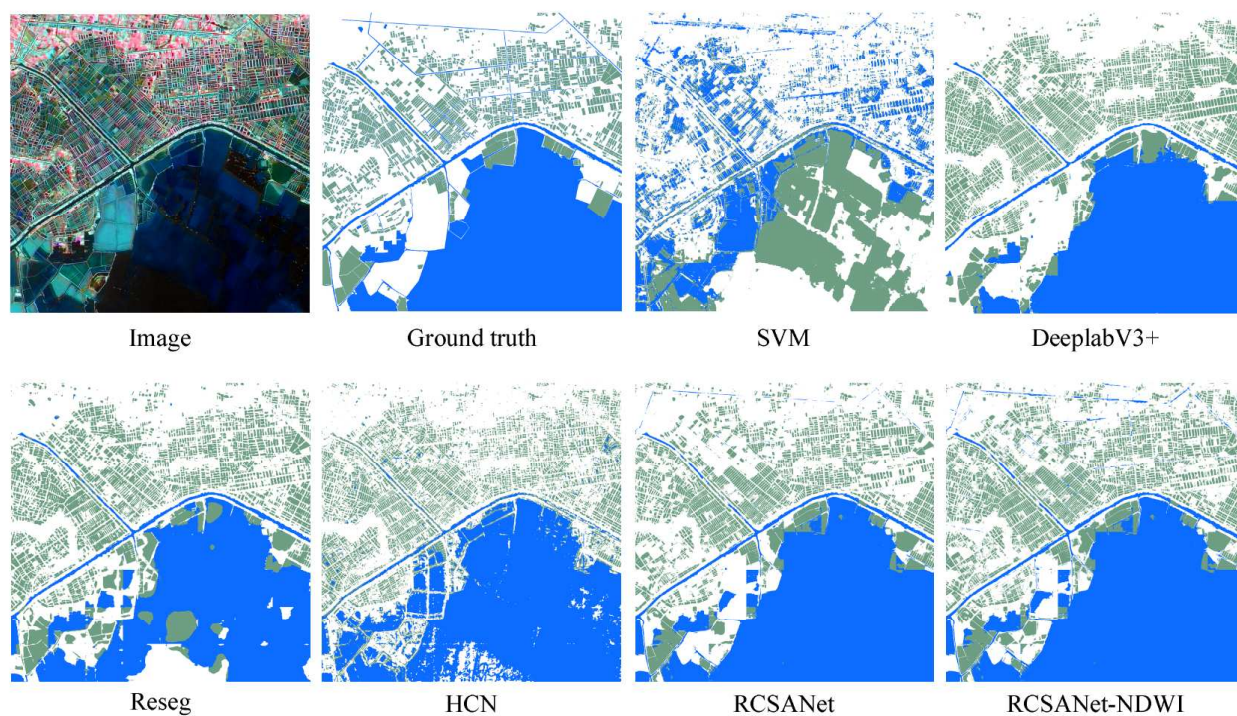 Image
Ground truth
SVM
DeeplabV3+
Reseg
HCN
RCSANet
RCSANet-NDWI